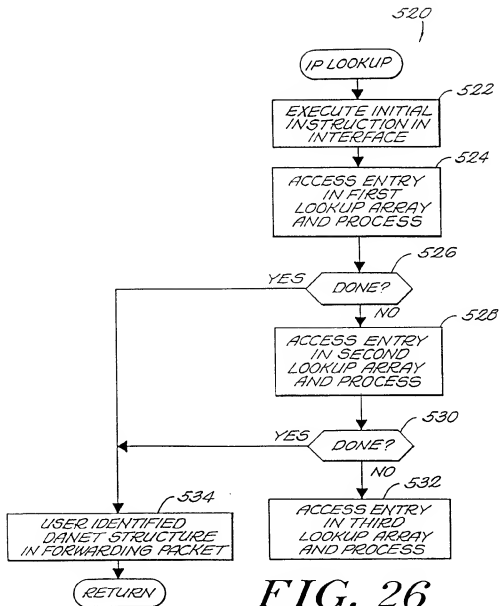 520
IP LOOKUP
522
EXECUTE INITIAL
INSTRUCTION IN
INTERFACE
524
ACCESS ENTRY
IN FIRST
LOOKUP ARRAY
AND PROCESS
526
YES
DONE?
NO
528
ACCESS ENTRY
IN SECOND
LOOKUP ARRAY
AND PROCESS
530
YES
DONE?
NO
532
ACCESS ENTRY
IN THIRD
LOOKUP ARRAY
AND PROCESS
534
USER IDENTIFIED
DANET STRUCTURE
IN FORWARDING PACKET
RETURN
FIG. 26